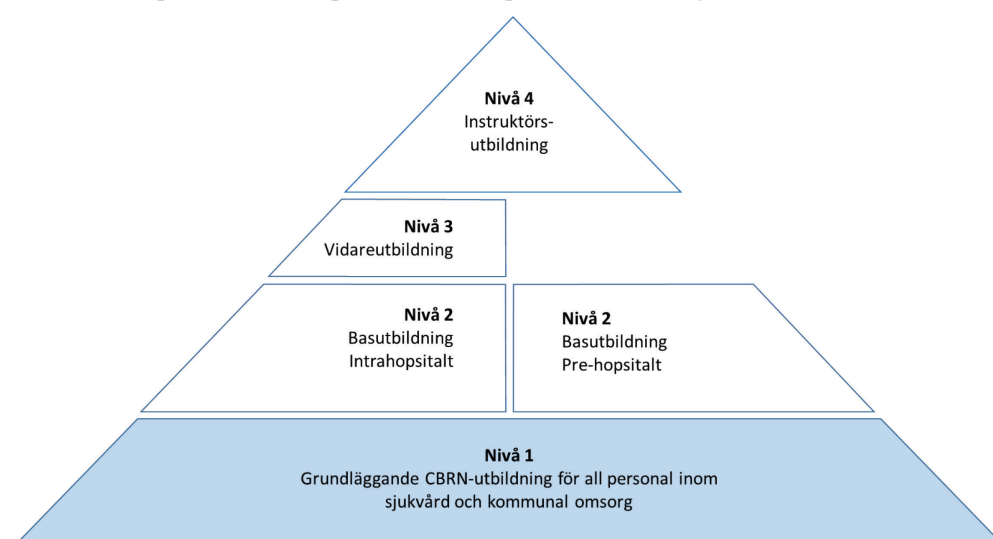 Nivå 4
Instruktörs-
utbildning
Nivå 3
Vidareutbildning
Nivå 2
Basutbildning
Intrahopsitalt
Nivå 2
Basutbildning
Pre-hopsitalt
Nivå 1
Grundläggande CBRN-utbildning för all personal inom
sjukvård och kommunal omsorg